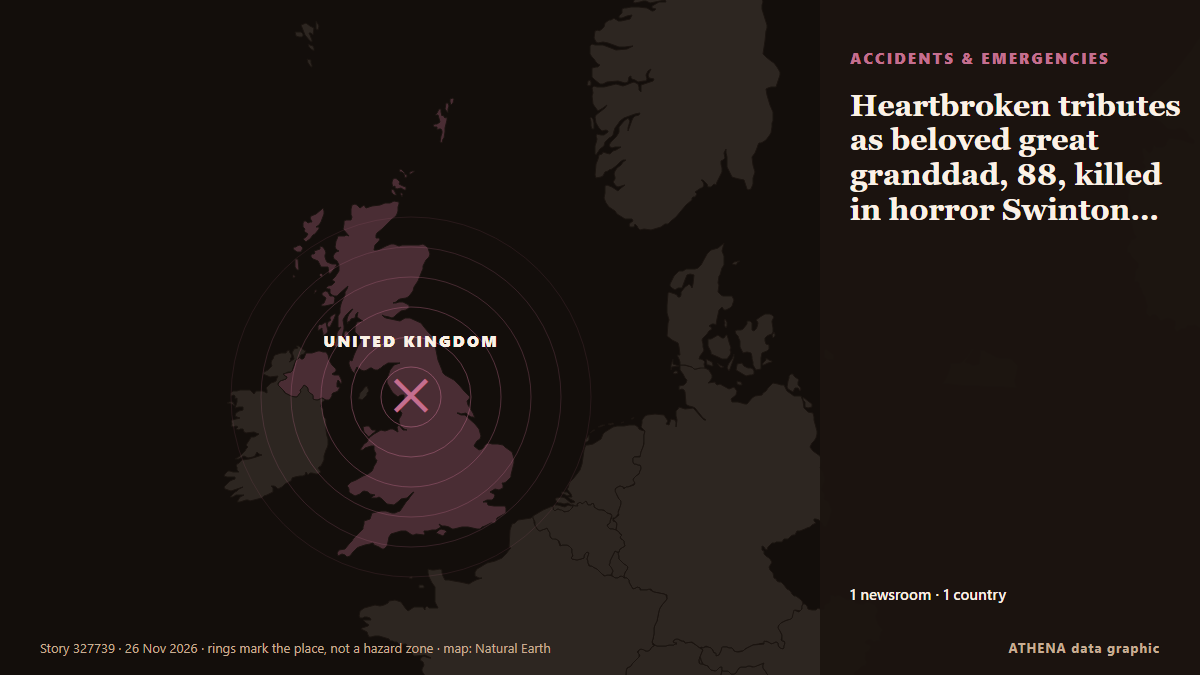 ACCIDENTS & EMERGENCIES
Heartbroken tributes
as beloved great
granddad, 88, killed
in horror Swinton...
UNITED KINGDOM
1 newsroom · 1 country
Story 327739 · 26 Nov 2026 · rings mark the place, not a hazard zone · map: Natural Earth
ATHENA data graphic